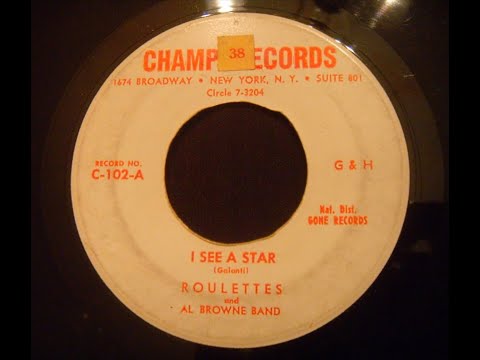 CHAMP RECORDS
38
1674 BROADWAY • NEW YORK, N. Y. • SUITE 801
Circle 7-3204
RECORD NO.
C-102-A
G & H
Nat. Dist.
GONE RECORDS
I SEE A STAR
(Galanti)
ROULETTES
and
AL BROWNE BAND